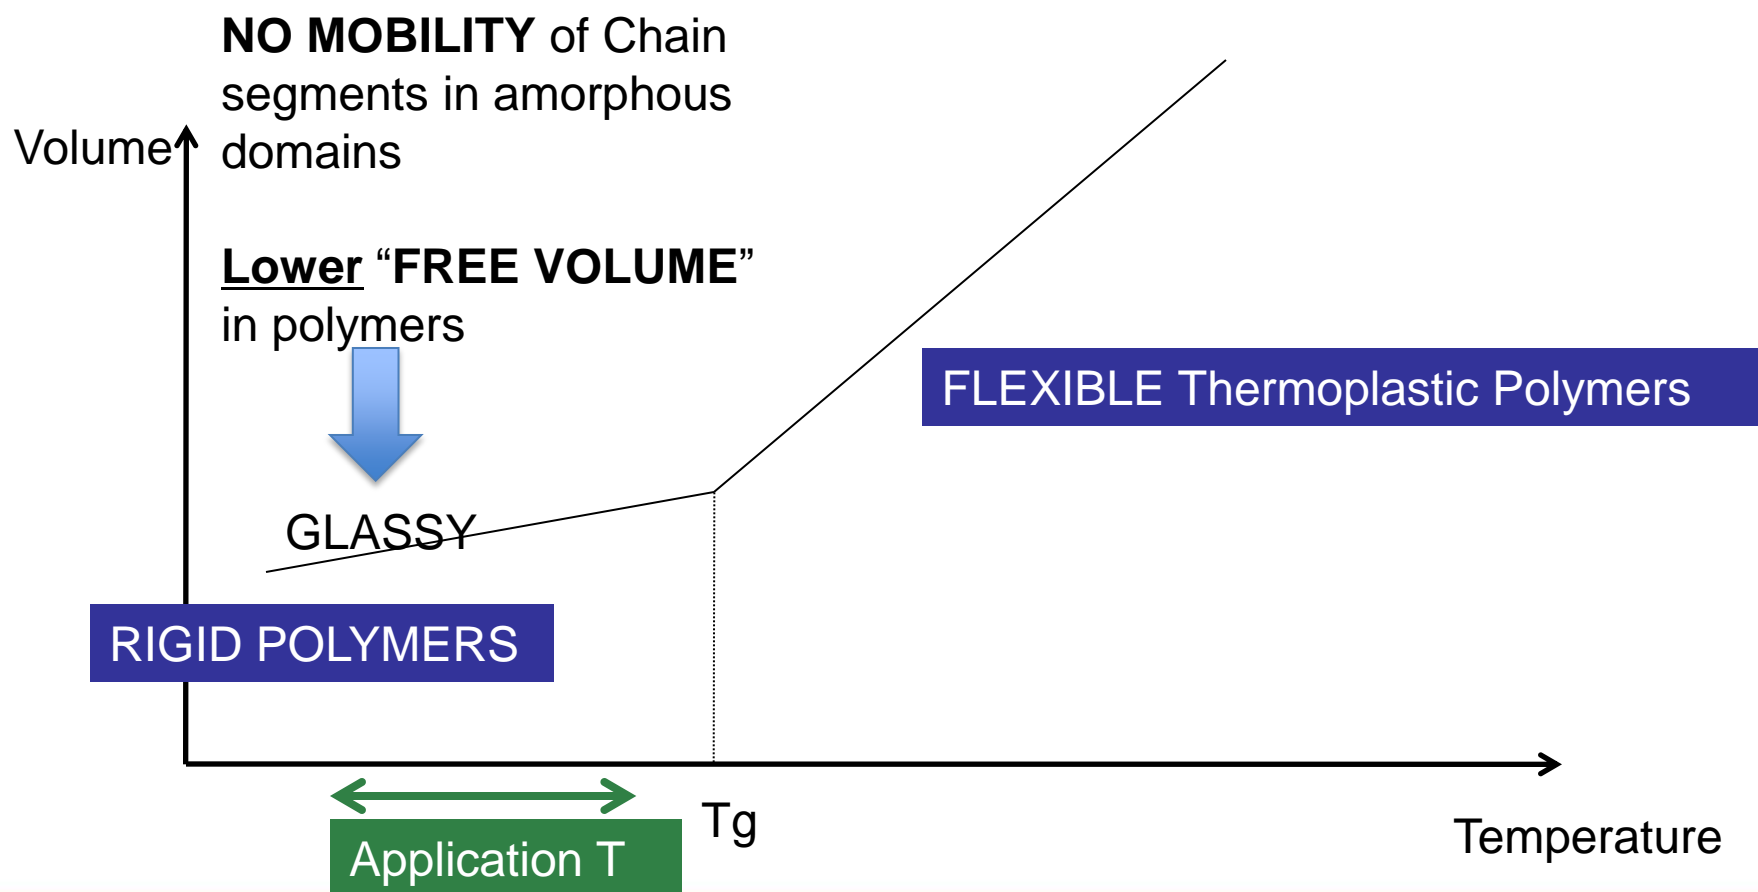 NO MOBILITY of Chain
segments in amorphous
domains
Volume
Lower “FREE VOLUME”
in polymers
FLEXIBLE Thermoplastic Polymers
GLASSY
RIGID POLYMERS
Tg
Temperature
Application T